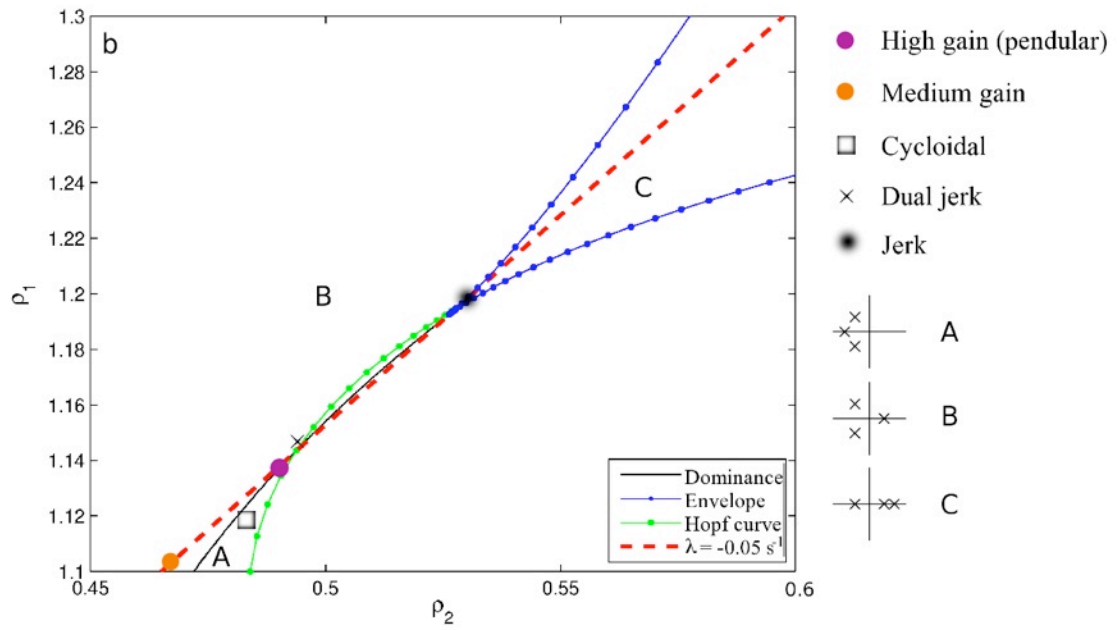 b
1.3
1.28
1.26
1.24
1.22
1.2
1.18
1.16
1.14
1.12
1.1
ρ1
0.45
0.5
0.55
0.6
ρ2
A
B
C
Dominance
Envelope
Hopf curve
λ = -0.05 s-1
High gain (pendular)
Medium gain
Cycloidal
Dual jerk
Jerk
A
B
C